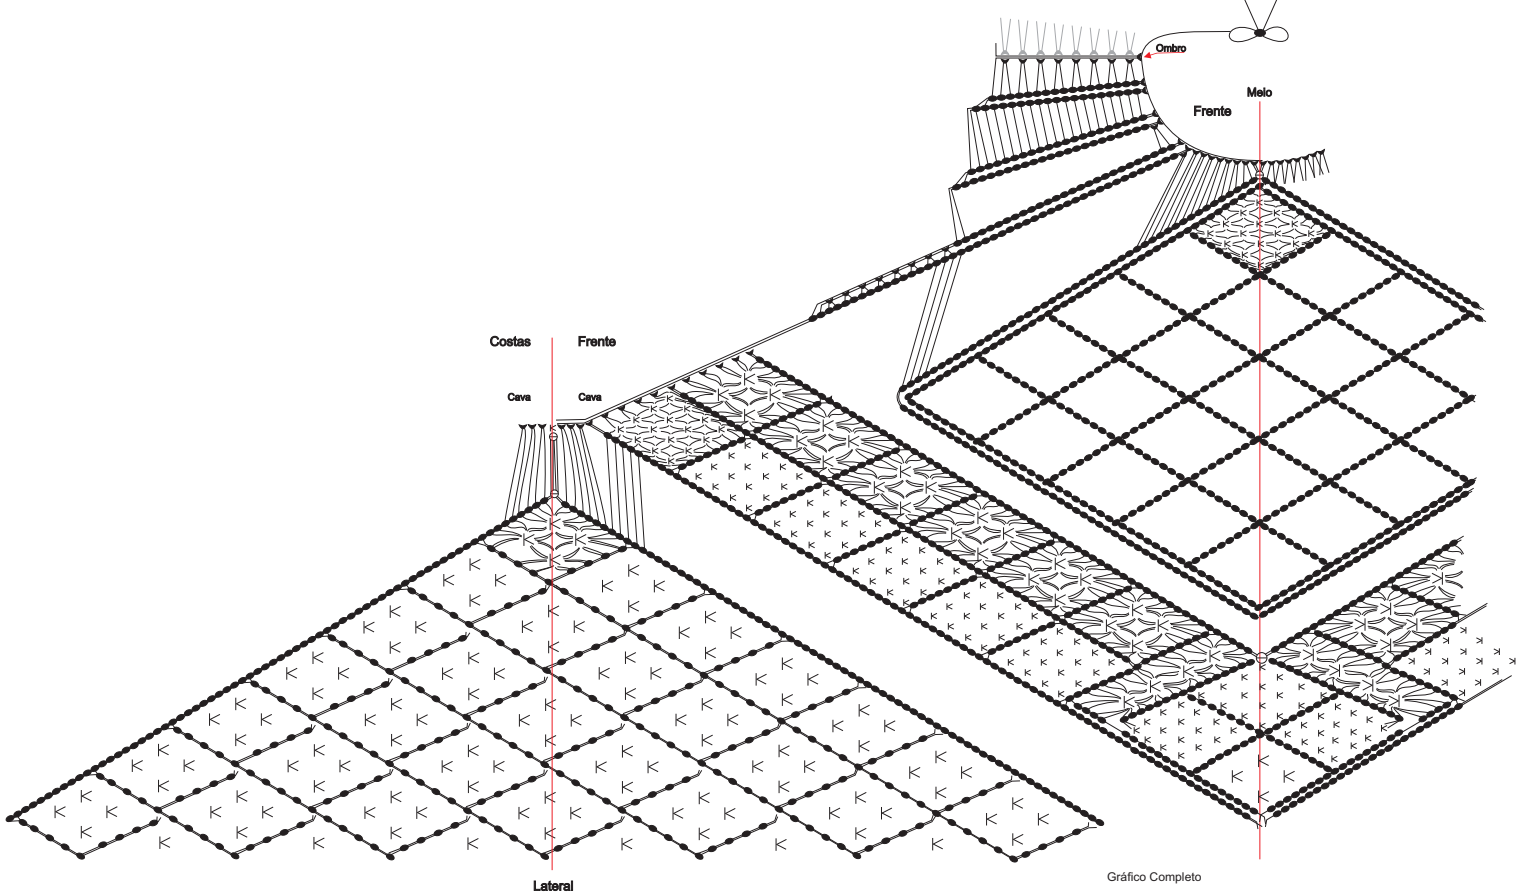 Ombro
Meio
Frente
Costas
Frente
Cava
Cava
Gráfico Completo
Lateral